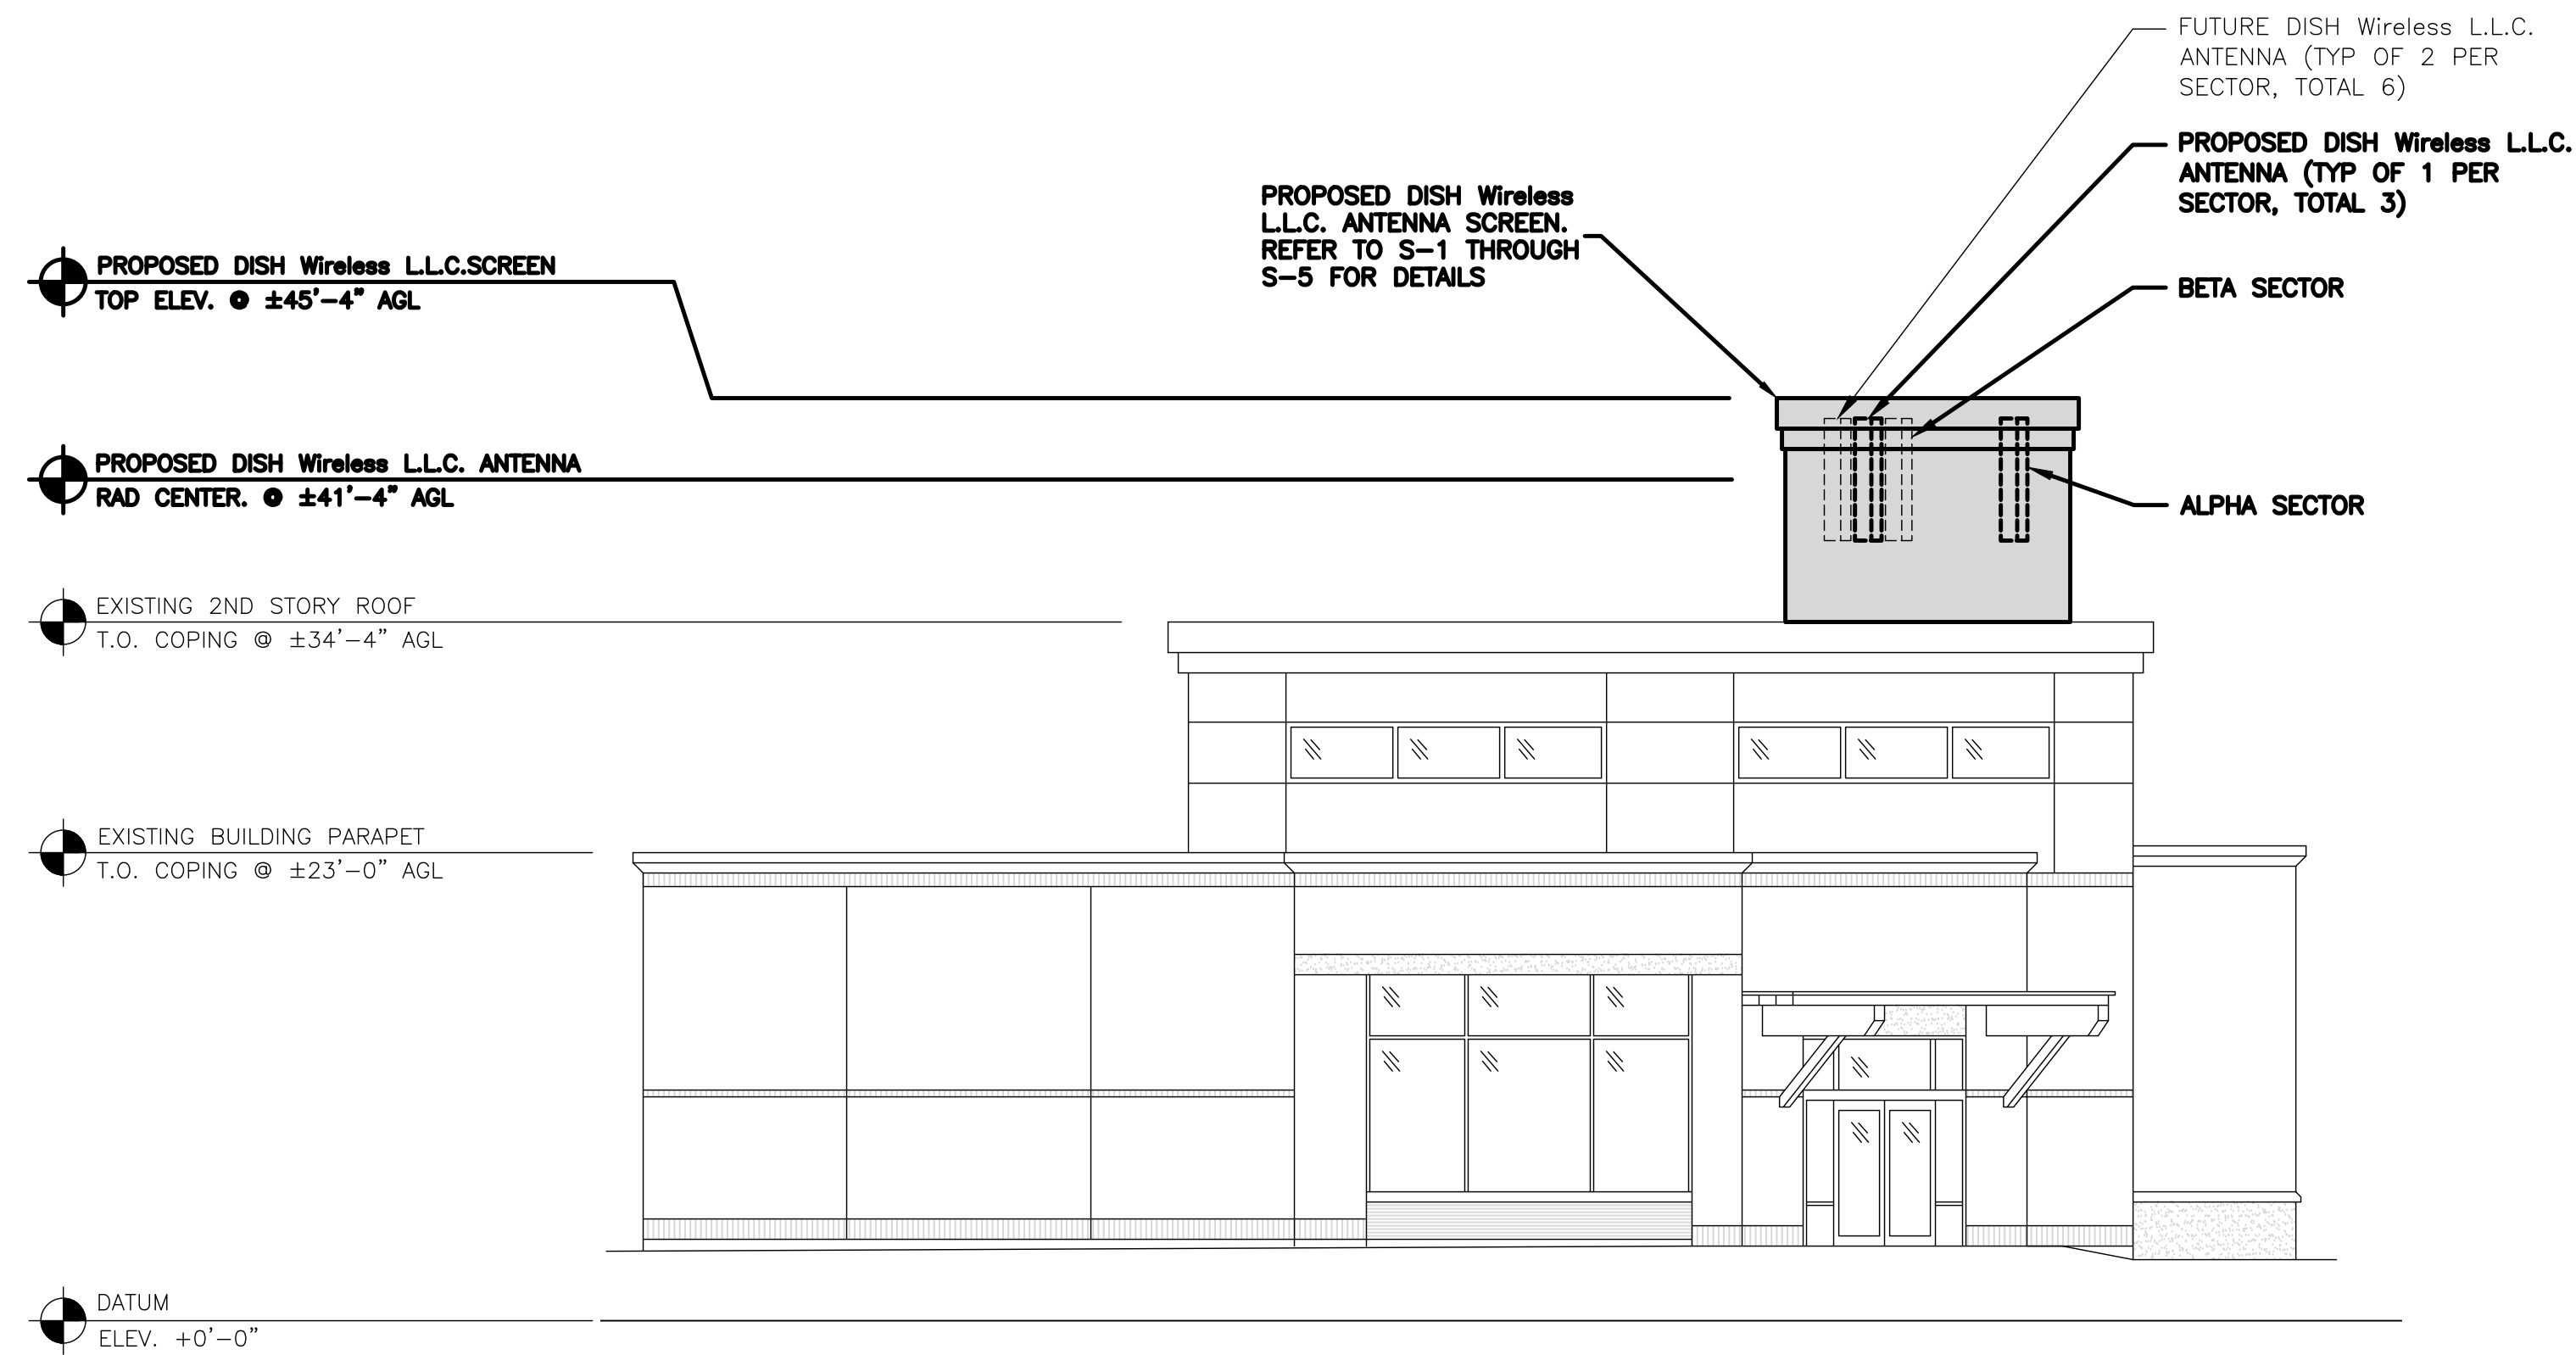 FUTURE DISH Wireless L.L.C.
ANTENNA (TYP OF 2 PER
SECTOR, TOTAL 6)
PROPOSED DISH Wireless L.L.C.
ANTENNA (TYP OF 1 PER
SECTOR, TOTAL 3)
PROPOSED DISH Wireless
L.L.C. ANTENNA SCREEN.
REFER TO S-1 THROUGH
S-5 FOR DETAILS
PROPOSED DISH Wireless L.L.C.SCREEN
TOP ELEV. @ ±45'-4" AGL
BETA SECTOR
PROPOSED DISH Wireless L.L.C. ANTENNA
RAD CENTER. @ ±41'-4" AGL
ALPHA SECTOR
EXISTING 2ND STORY ROOF
T.O. COPING @ ±34'-4" AGL
EXISTING BUILDING PARAPET
T.O. COPING @ ±23'-0" AGL
DATUM
ELEV. +0'-0"